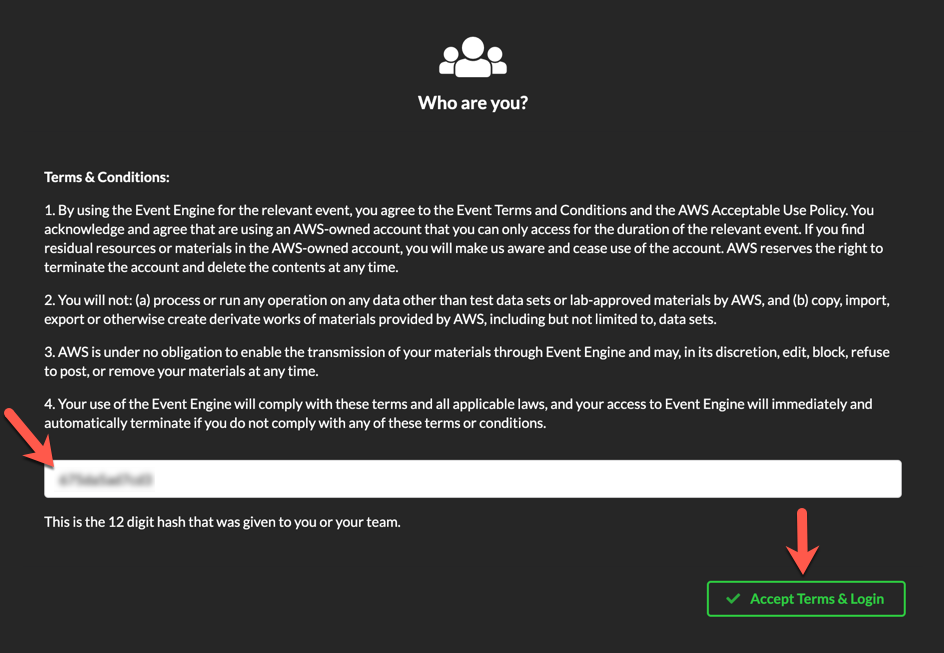 Who are you?
Terms & Conditions:
1. By using the Event Engine for the relevant event, you agree to the Event Terms and Conditions and the AWS Acceptable Use Policy. You
acknowledge and agree that are using an AWS-owned account that you can only access for the duration of the relevant event. If you find
residual resources or materials in the AWS-owned account, you will make us aware and cease use of the account. AWS reserves the right to
terminate the account and delete the contents at any time.
2. You will not: (a) process or run any operation on any data other than test data sets or lab-approved materials by AWS, and (b) copy, import,
export or otherwise create derivate works of materials provided by AWS, including but not limited to, data sets.
3. AWS is under no obligation to enable the transmission of your materials through Event Engine and may, in its discretion, edit, block, refuse
to post, or remove your materials at any time.
4. Your use of the Event Engine will comply with these terms and all applicable laws, and your access to Event Engine will immediately and
automatically terminate if you do not comply with any of these terms or conditions.
This is the 12 digit hash that was given to you or your team.
Accept Terms & Login